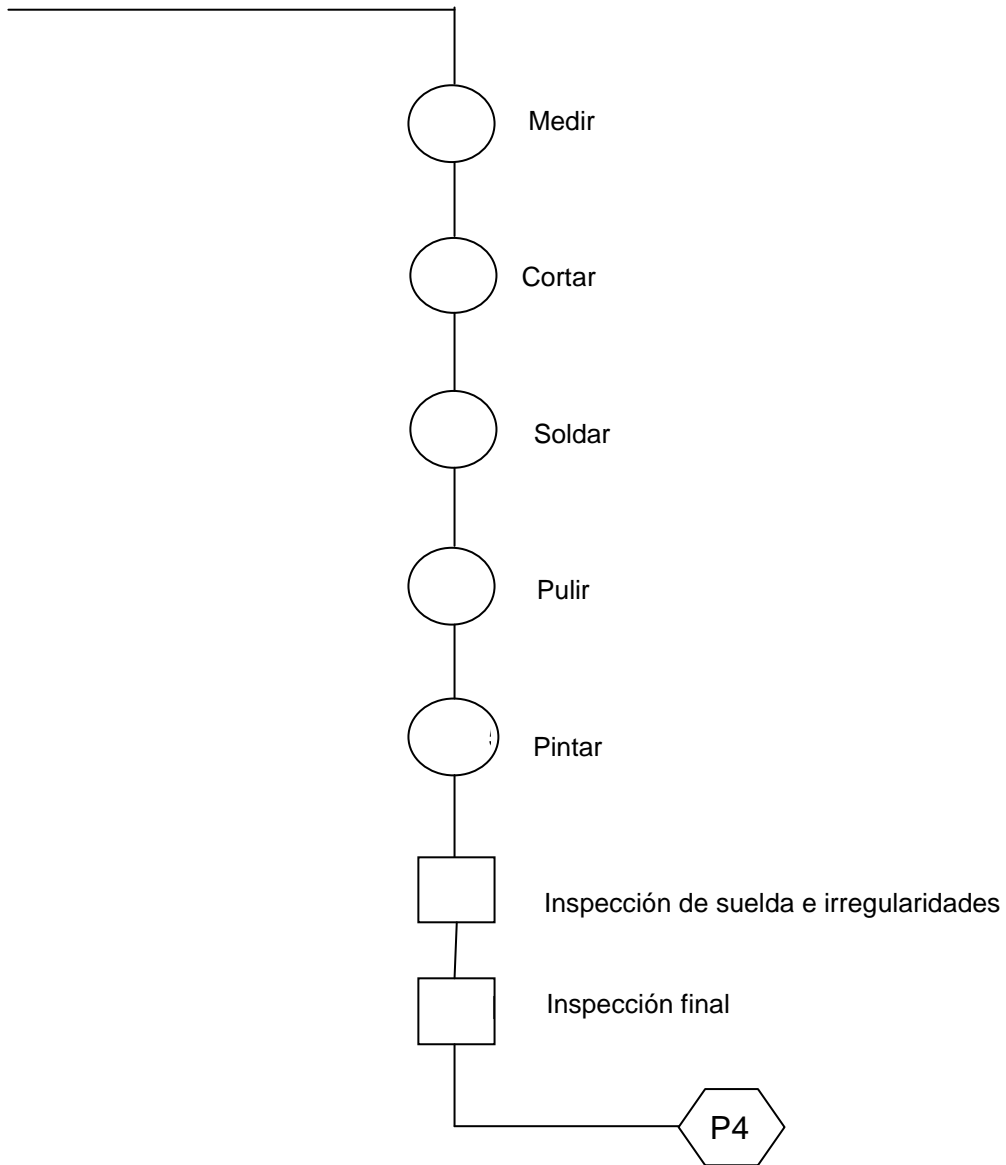 Medir
Cortar
Soldar
Pulir
Pintar
Inspección de suelda e irregularidades
Inspección final
P4